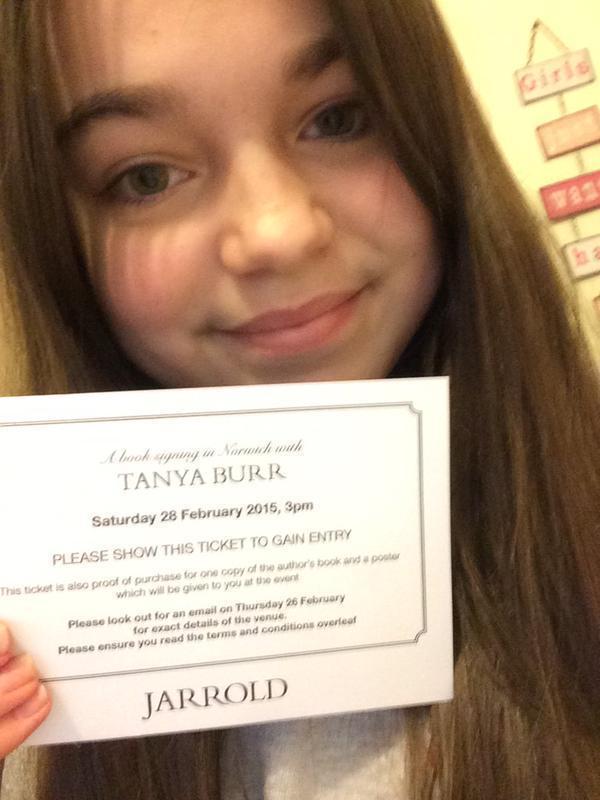 Girls
A book signing in Norwich with
TANYA BURR
Saturday 28 February 2015, 3pm
PLEASE SHOW THIS TICKET TO GAIN ENTRY
This ticket is also proof of purchase for one copy of the author's book and a poster
which will be given to you at the event
Please look out for an email on Thursday 26 February
for exact details of the venue.
Please ensure you read the terms and conditions overleaf
JARROLD